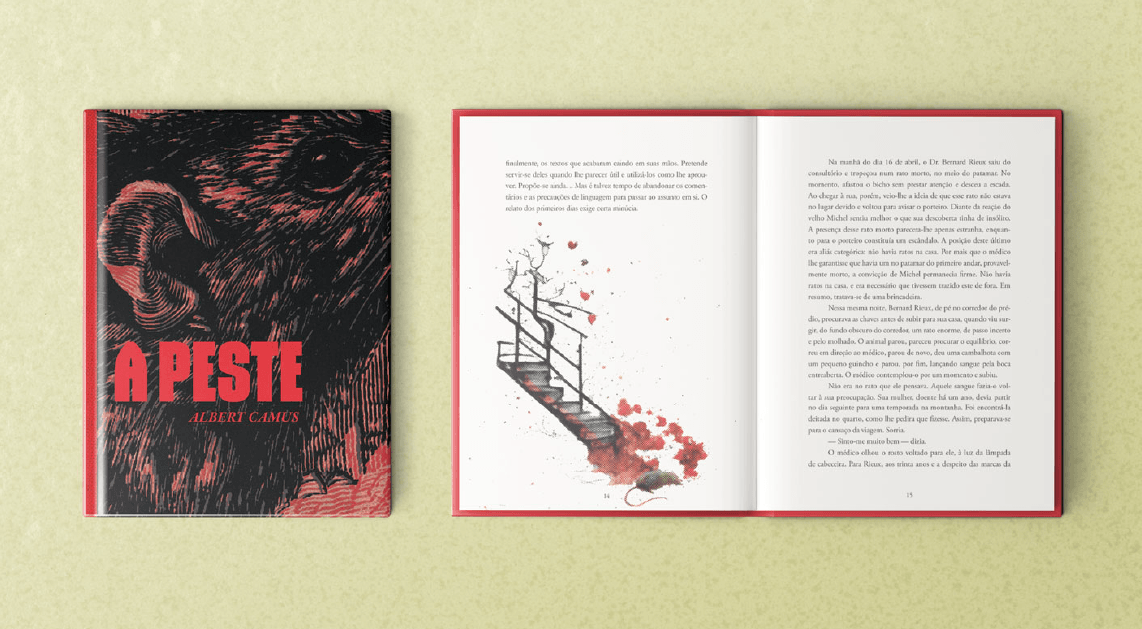 A PESTE
ALBERT CAMUS
finalmente, os textos que acabaram caindo em suas mãos. Pretende
servir-se deles quando lhe parecer útil e utilizá-los como lhe aprou-
ver. Propõe-se ainda... Mas é talvez tempo de abandonar os comen-
tários e as precauções de linguagem para passar ao assunto em si. O
relato dos primeiros dias exige certa minúcia.
14
Na manhã do dia 16 de abril, o Dr. Bernard Rieux saiu do
consultório e tropeçou num rato morto, no meio do patamar. No
momento, afastou o bicho sem prestar atenção e desceu a escada.
Ao chegar à rua, porém, veio-lhe a ideia de que esse rato não estava
no lugar devido e voltou para avisar o porteiro. Diante da reação do
velho Michel sentiu melhor o que sua descoberta tinha de insólito.
A presença desse rato morto parecera-lhe apenas estranha, enquan-
to para o porteiro constituía um escândalo. A posição deste último
era aliás categórica: não havia ratos na casa. Por mais que o médico
lhe garantisse que havia um no patamar do primeiro andar, provavel-
mente morto, a convicção de Michel permanecia firme. Não havia
ratos na casa, e era necessário que tivessem trazido este de fora. Em
resumo, tratava-se de uma brincadeira.
Nessa mesma noite, Bernard Rieux, de pé no corredor do pré-
dio, procurava as chaves antes de subir para sua casa, quando viu sur-
gir, do fundo obscuro do corredor, um rato enorme, de passo incerto
e pelo molhado. O animal parou, pareceu procurar o equilíbrio, cor-
reu em direção ao médico, parou de novo, deu uma cambalhota com
um pequeno guincho e parou, por fim, lançando sangue pela boca
entreaberta. O médico contemplou-o por um momento e subiu.
Não era no rato que ele pensava. Aquele sangue fazia-o vol-
tar à sua preocupação. Sua mulher, doente há um ano, devia partir
no dia seguinte para uma temporada na montanha. Foi encontrá-la
deitada no quarto, como lhe pedira que fizesse. Assim, preparava-se
para o cansaço da viagem. Sorria.
— Sinto-me muito bem — dizia.
O médico olhou o rosto voltado para ele, à luz da lâmpada
de cabeceira. Para Rieux, aos trinta anos e a despeito das marcas da
15